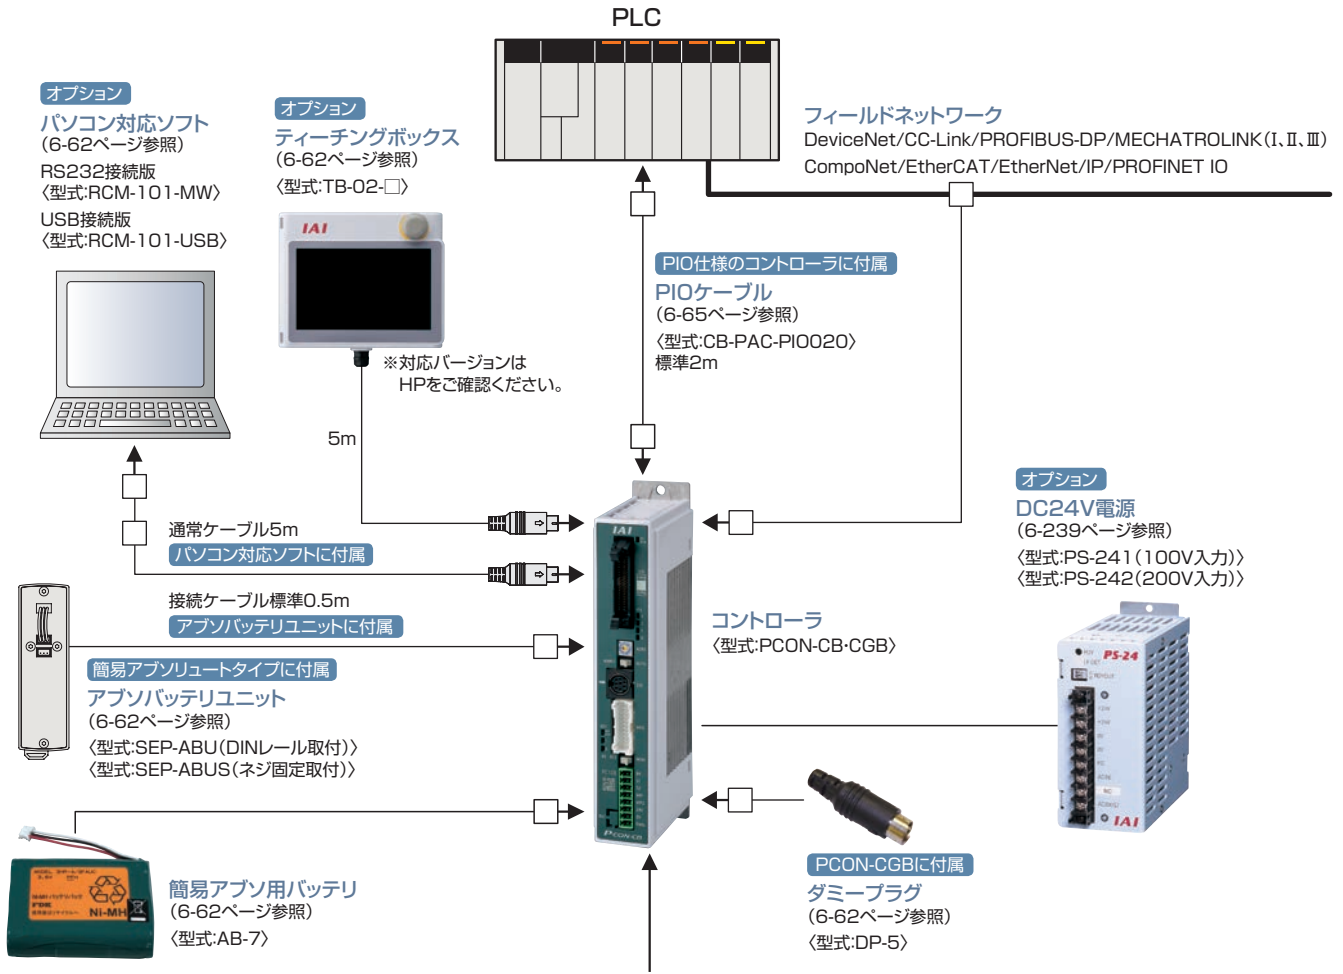 PLC
オプション
パソコン対応ソフト
(6-62ページ参照)
RS232接続版
〈型式:RCM-101-MW〉
USB接続版
〈型式:RCM-101-USB〉
オプション
ティーチングボックス
(6-62ページ参照)
〈型式:TB-02-□〉
IAI
※対応バージョンは
HPをご確認ください。
5m
フィールドネットワーク
DeviceNet/CC-Link/PROFIBUS-DP/MECHATROLINK(Ⅰ、Ⅱ、Ⅲ)
CompoNet/EtherCAT/EtherNet/IP/PROFINET IO
PIO仕様のコントローラに付属
PIOケーブル
(6-65ページ参照)
〈型式:CB-PAC-PIO020〉
標準2m
通常ケーブル5m
パソコン対応ソフトに付属
接続ケーブル標準0.5m
アブソバッテリユニットに付属
簡易アブソリュートタイプに付属
アブソバッテリユニット
(6-62ページ参照)
〈型式:SEP-ABU(DINレール取付)〉
〈型式:SEP-ABUS(ネジ固定取付)〉
IAI
PCON-CB
コントローラ
〈型式:PCON-CB・CGB〉
オプション
DC24V電源
(6-239ページ参照)
〈型式:PS-241(100V入力)〉
〈型式:PS-242(200V入力)〉
PS-24
NC
IAI
PCON-CGBに付属
ダミープラグ
(6-62ページ参照)
〈型式:DP-5〉
Ni-MH
簡易アブソ用バッテリ
(6-62ページ参照)
〈型式:AB-7〉